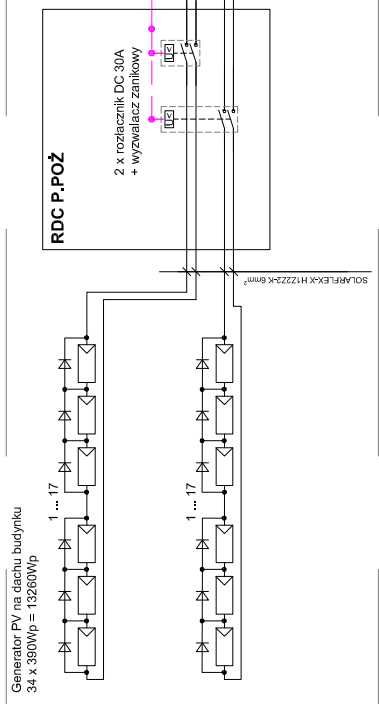 RDC P.POŻ
2 x rozłacznik DC 30A
+ wyzwalacz zanikowy
U<
U<
SOLARFLEX-X H1Z2Z2-K 6mm²
1 ... 17
1 ... 17
Generator PV na dachu budynku
34 x 390Wp = 13260Wp